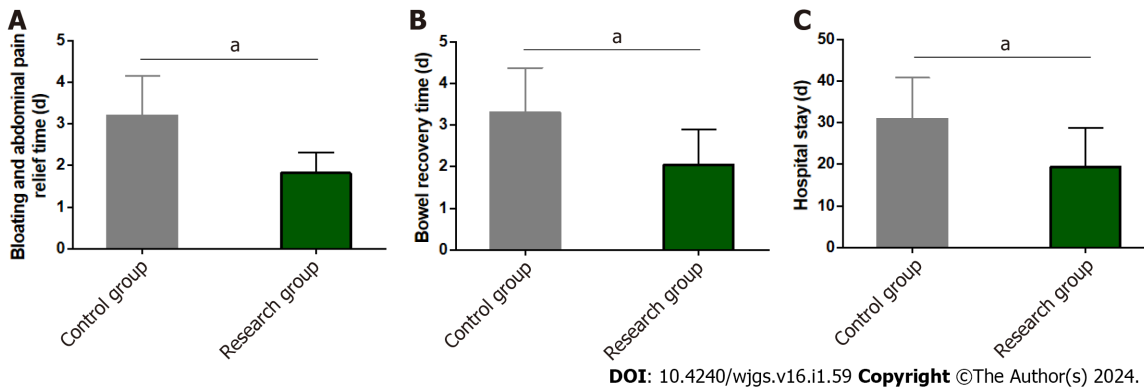 A
Bloating and abdominal pain
relief time (d)
5
4
3
2
1
0
a
Control group
Research group
B
Bowel recovery time (d)
5
4
3
2
1
0
a
Control group
Research group
C
Hospital stay (d)
50
40
30
20
10
0
a
Control group
Research group
DOI: 10.4240/wjgs.v16.i1.59 Copyright ©The Author(s) 2024.